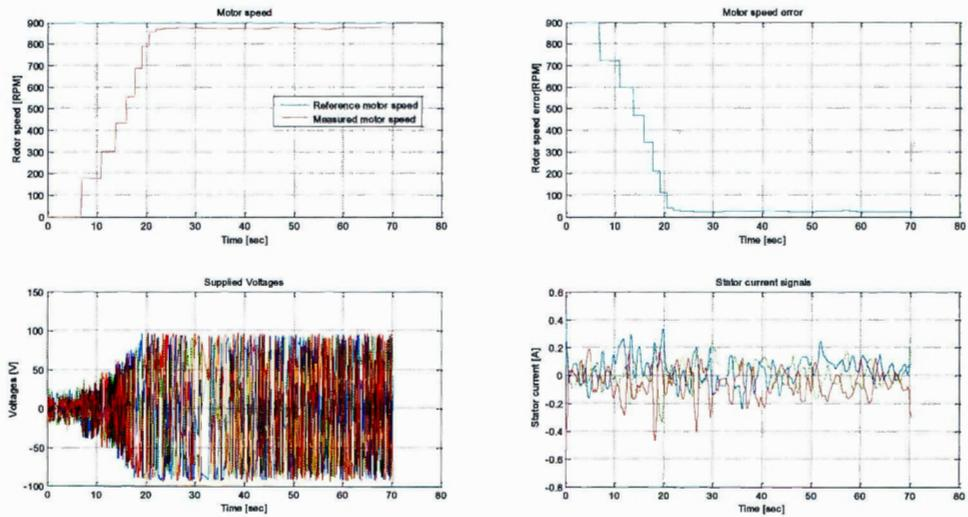 Motor speed
Rotor speed [RPM]
900
800
700
600
500
400
300
200
100
0
Reference motor speed
Measured motor speed
0 10 20 30 40 50 60 70 80
Time [sec]
Motor speed error
Rotor speed error[RPM]
900
800
700
600
500
400
300
200
100
0
0 10 20 30 40 50 60 70 80
Time [sec]
Supplied Voltages
Voltages [V]
150
100
50
0
-50
-100
0 10 20 30 40 50 60 70 80
Time [sec]
Stator current signals
Stator current [A]
0.6
0.4
0.2
0
-0.2
-0.4
-0.6
-0.8
0 10 20 30 40 50 60 70 80
Time [sec]